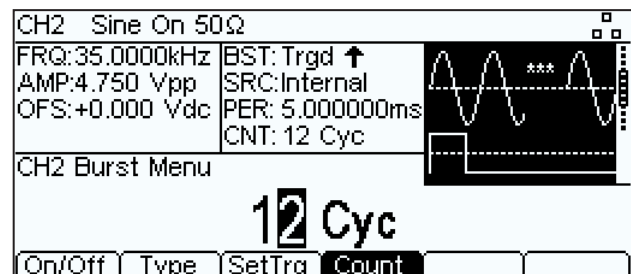 CH2 Sine On 50Ω
FRQ:35.0000kHz
AMP:4.750 Vpp
OFS:+0.000 Vdc
BST: Trgd ↑
SRC:Internal
PER: 5.000000ms
CNT: 12 Cyc
***
CH2 Burst Menu
12 Cyc
On/Off Type SetTrg Count